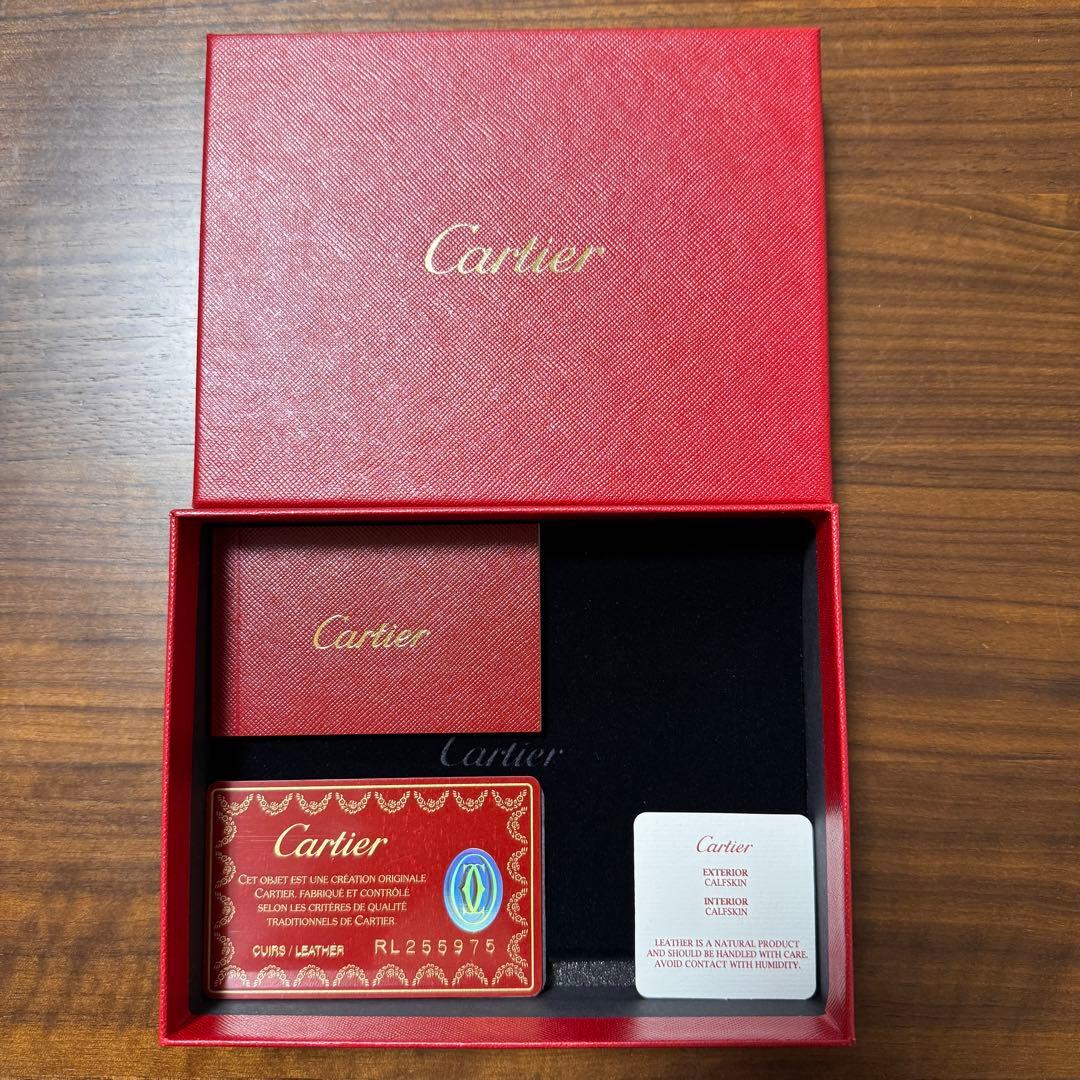 Cartier
Cartier
Cartier
Cartier
CET OBJET EST UNE CRÉATION ORIGINALE
CARTIER. FABRIQUÉ ET CONTRÔLÉ
SELON LES CRITÈRES DE QUALITÉ
TRADITIONNELS DE CARTIER.
CUIRS / LEATHER RL255975
Cartier
EXTERIOR
CALFSKIN
INTERIOR
CALFSKIN
LEATHER IS A NATURAL PRODUCT
AND SHOULD BE HANDLED WITH CARE.
AVOID CONTACT WITH HUMIDITY.